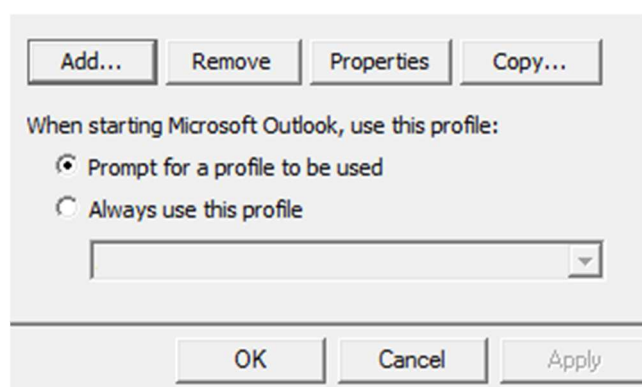 Add... Remove Properties Copy...
When starting Microsoft Outlook, use this profile:
Prompt for a profile to be used
Always use this profile
OK Cancel Apply